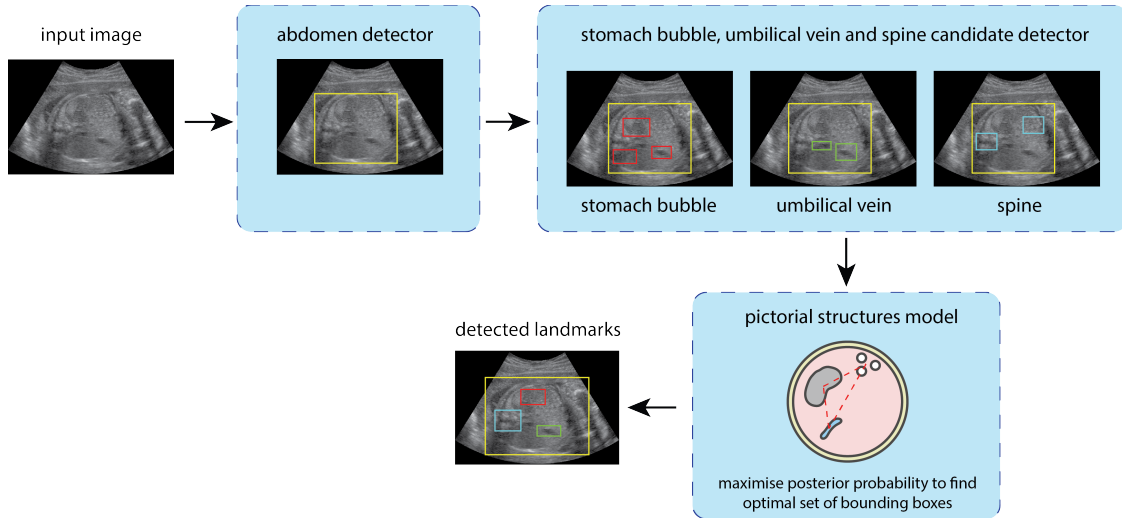 input image
abdomen detector
stomach bubble, umbilical vein and spine candidate detector
stomach bubble
umbilical vein
spine
pictorial structures model
maximise posterior probability to find
optimal set of bounding boxes
detected landmarks